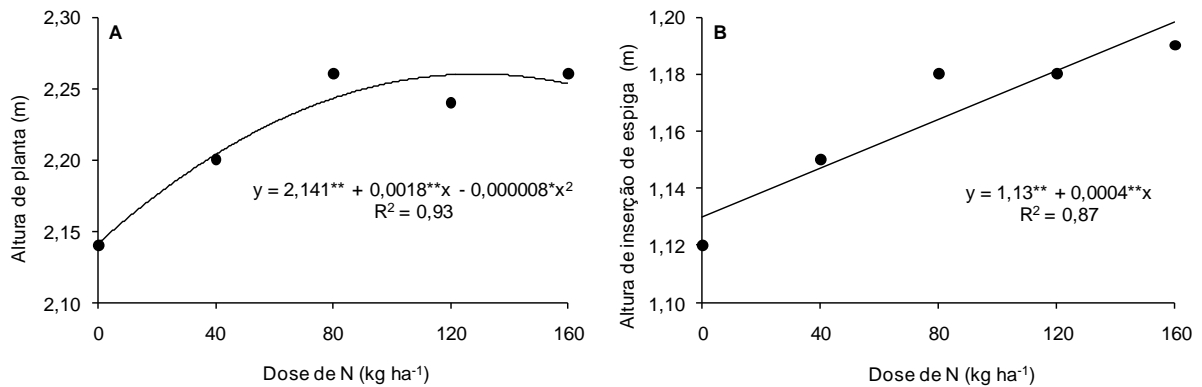 A
Altura de planta (m)
2,30
2,25
2,20
2,15
2,10
y = 2,141** + 0,0018**x - 0,000008*x²
R² = 0,93
0 40 80 120 160
Dose de N (kg ha⁻¹)
B
Altura de inserção de espiga (m)
1,20
1,18
1,16
1,14
1,12
1,10
y = 1,13** + 0,0004**x
R² = 0,87
0 40 80 120 160
Dose de N (kg ha⁻¹)